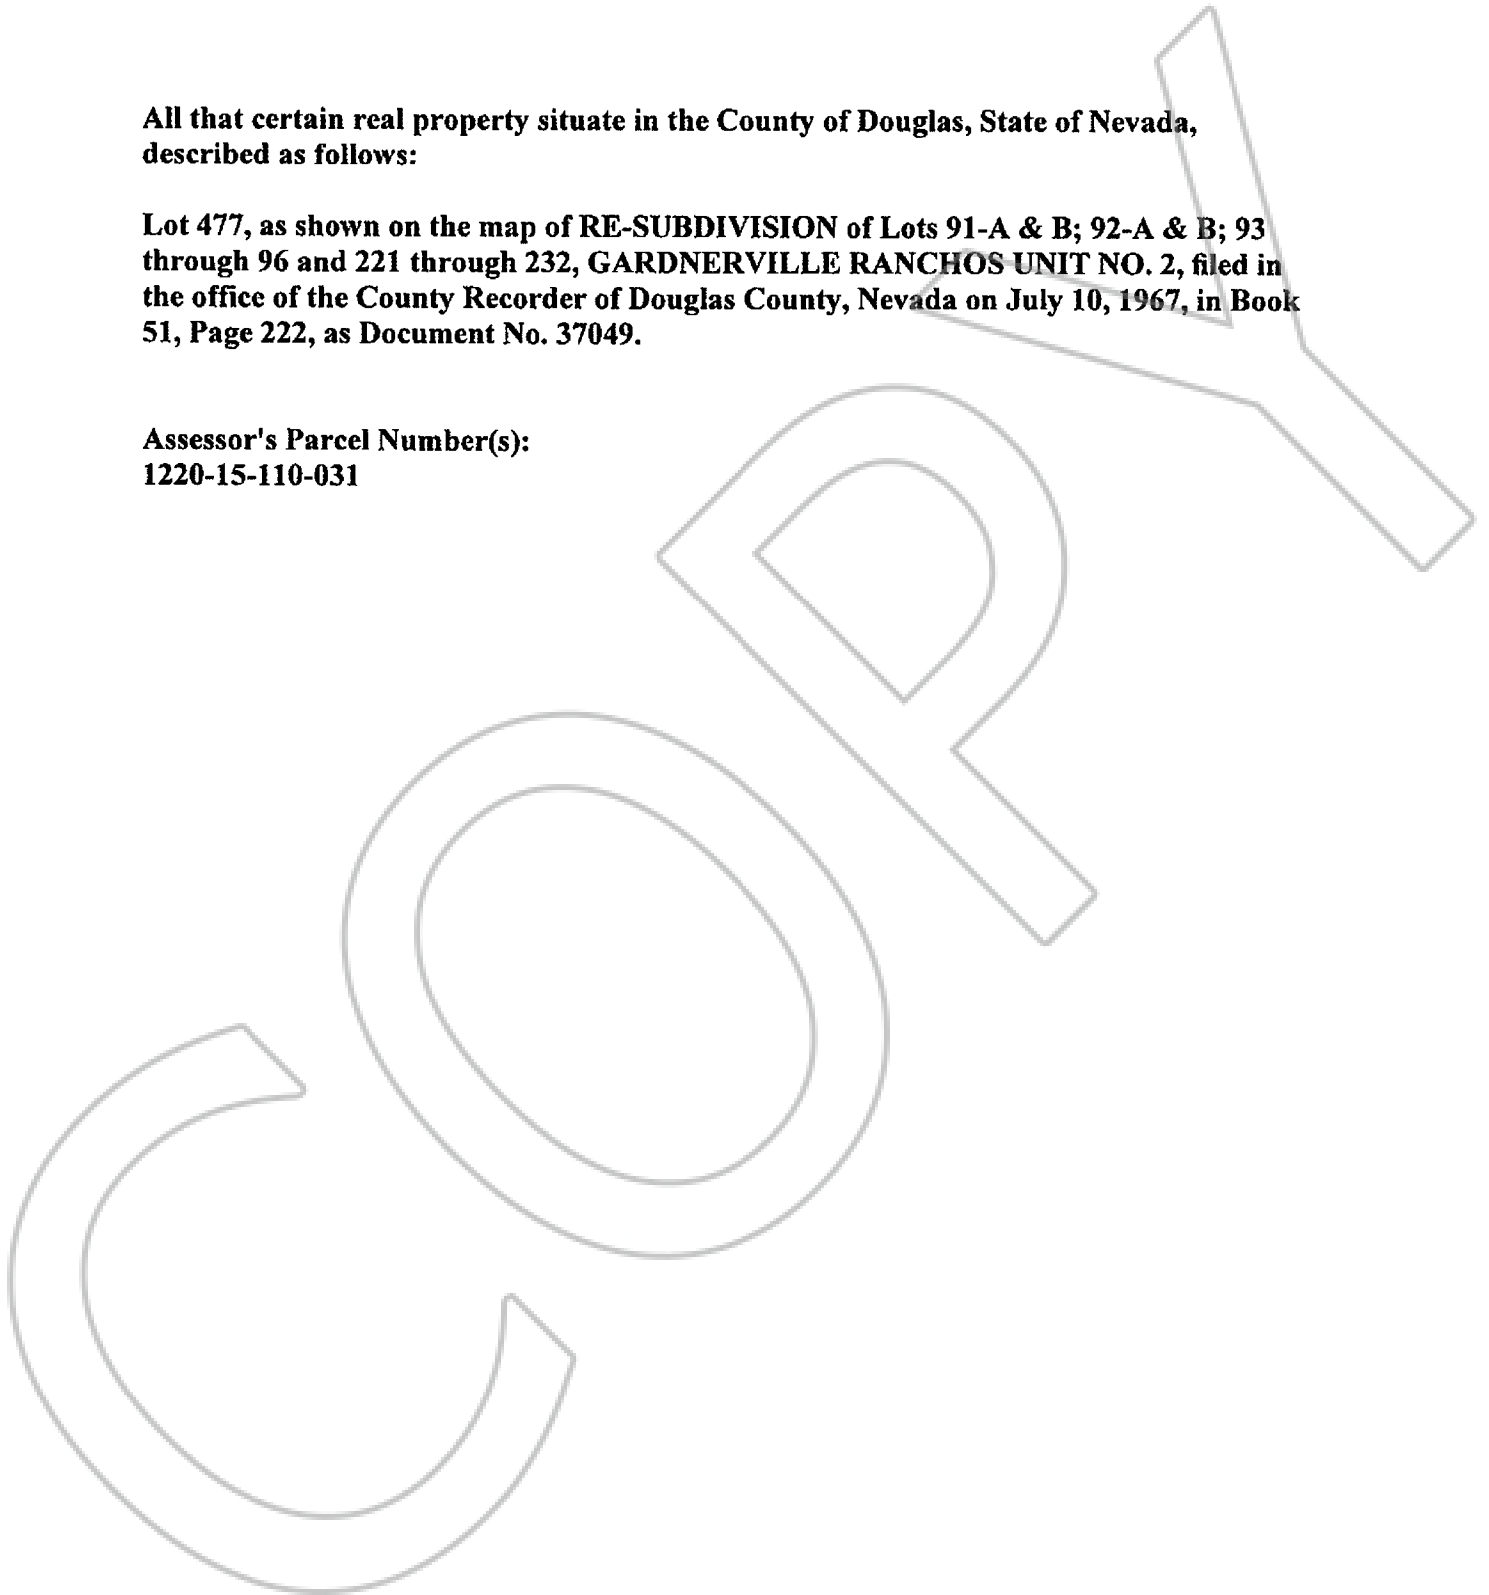 All that certain real property situate in the County of Douglas, State of Nevada,
described as follows:
Lot 477, as shown on the map of RE-SUBDIVISION of Lots 91-A & B; 92-A & B; 93
through 96 and 221 through 232, GARDNERVILLE RANCHOS UNIT NO. 2, filed in
the office of the County Recorder of Douglas County, Nevada on July 10, 1967, in Book
51, Page 222, as Document No. 37049.
Assessor's Parcel Number(s):
1220-15-110-031
COPY